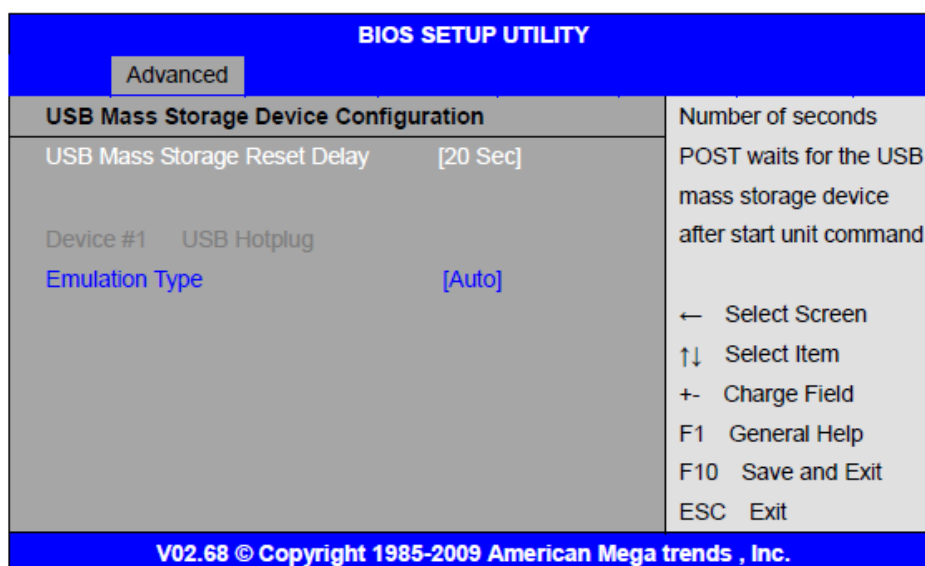 BIOS SETUP UTILITY
Advanced
USB Mass Storage Device Configuration
USB Mass Storage Reset Delay [20 Sec]
Device #1 USB Hotplug
Emulation Type [Auto]
Number of seconds
POST waits for the USB
mass storage device
after start unit command
← Select Screen
↑↓ Select Item
+- Charge Field
F1 General Help
F10 Save and Exit
ESC Exit
V02.68 © Copyright 1985-2009 American Mega trends , Inc.